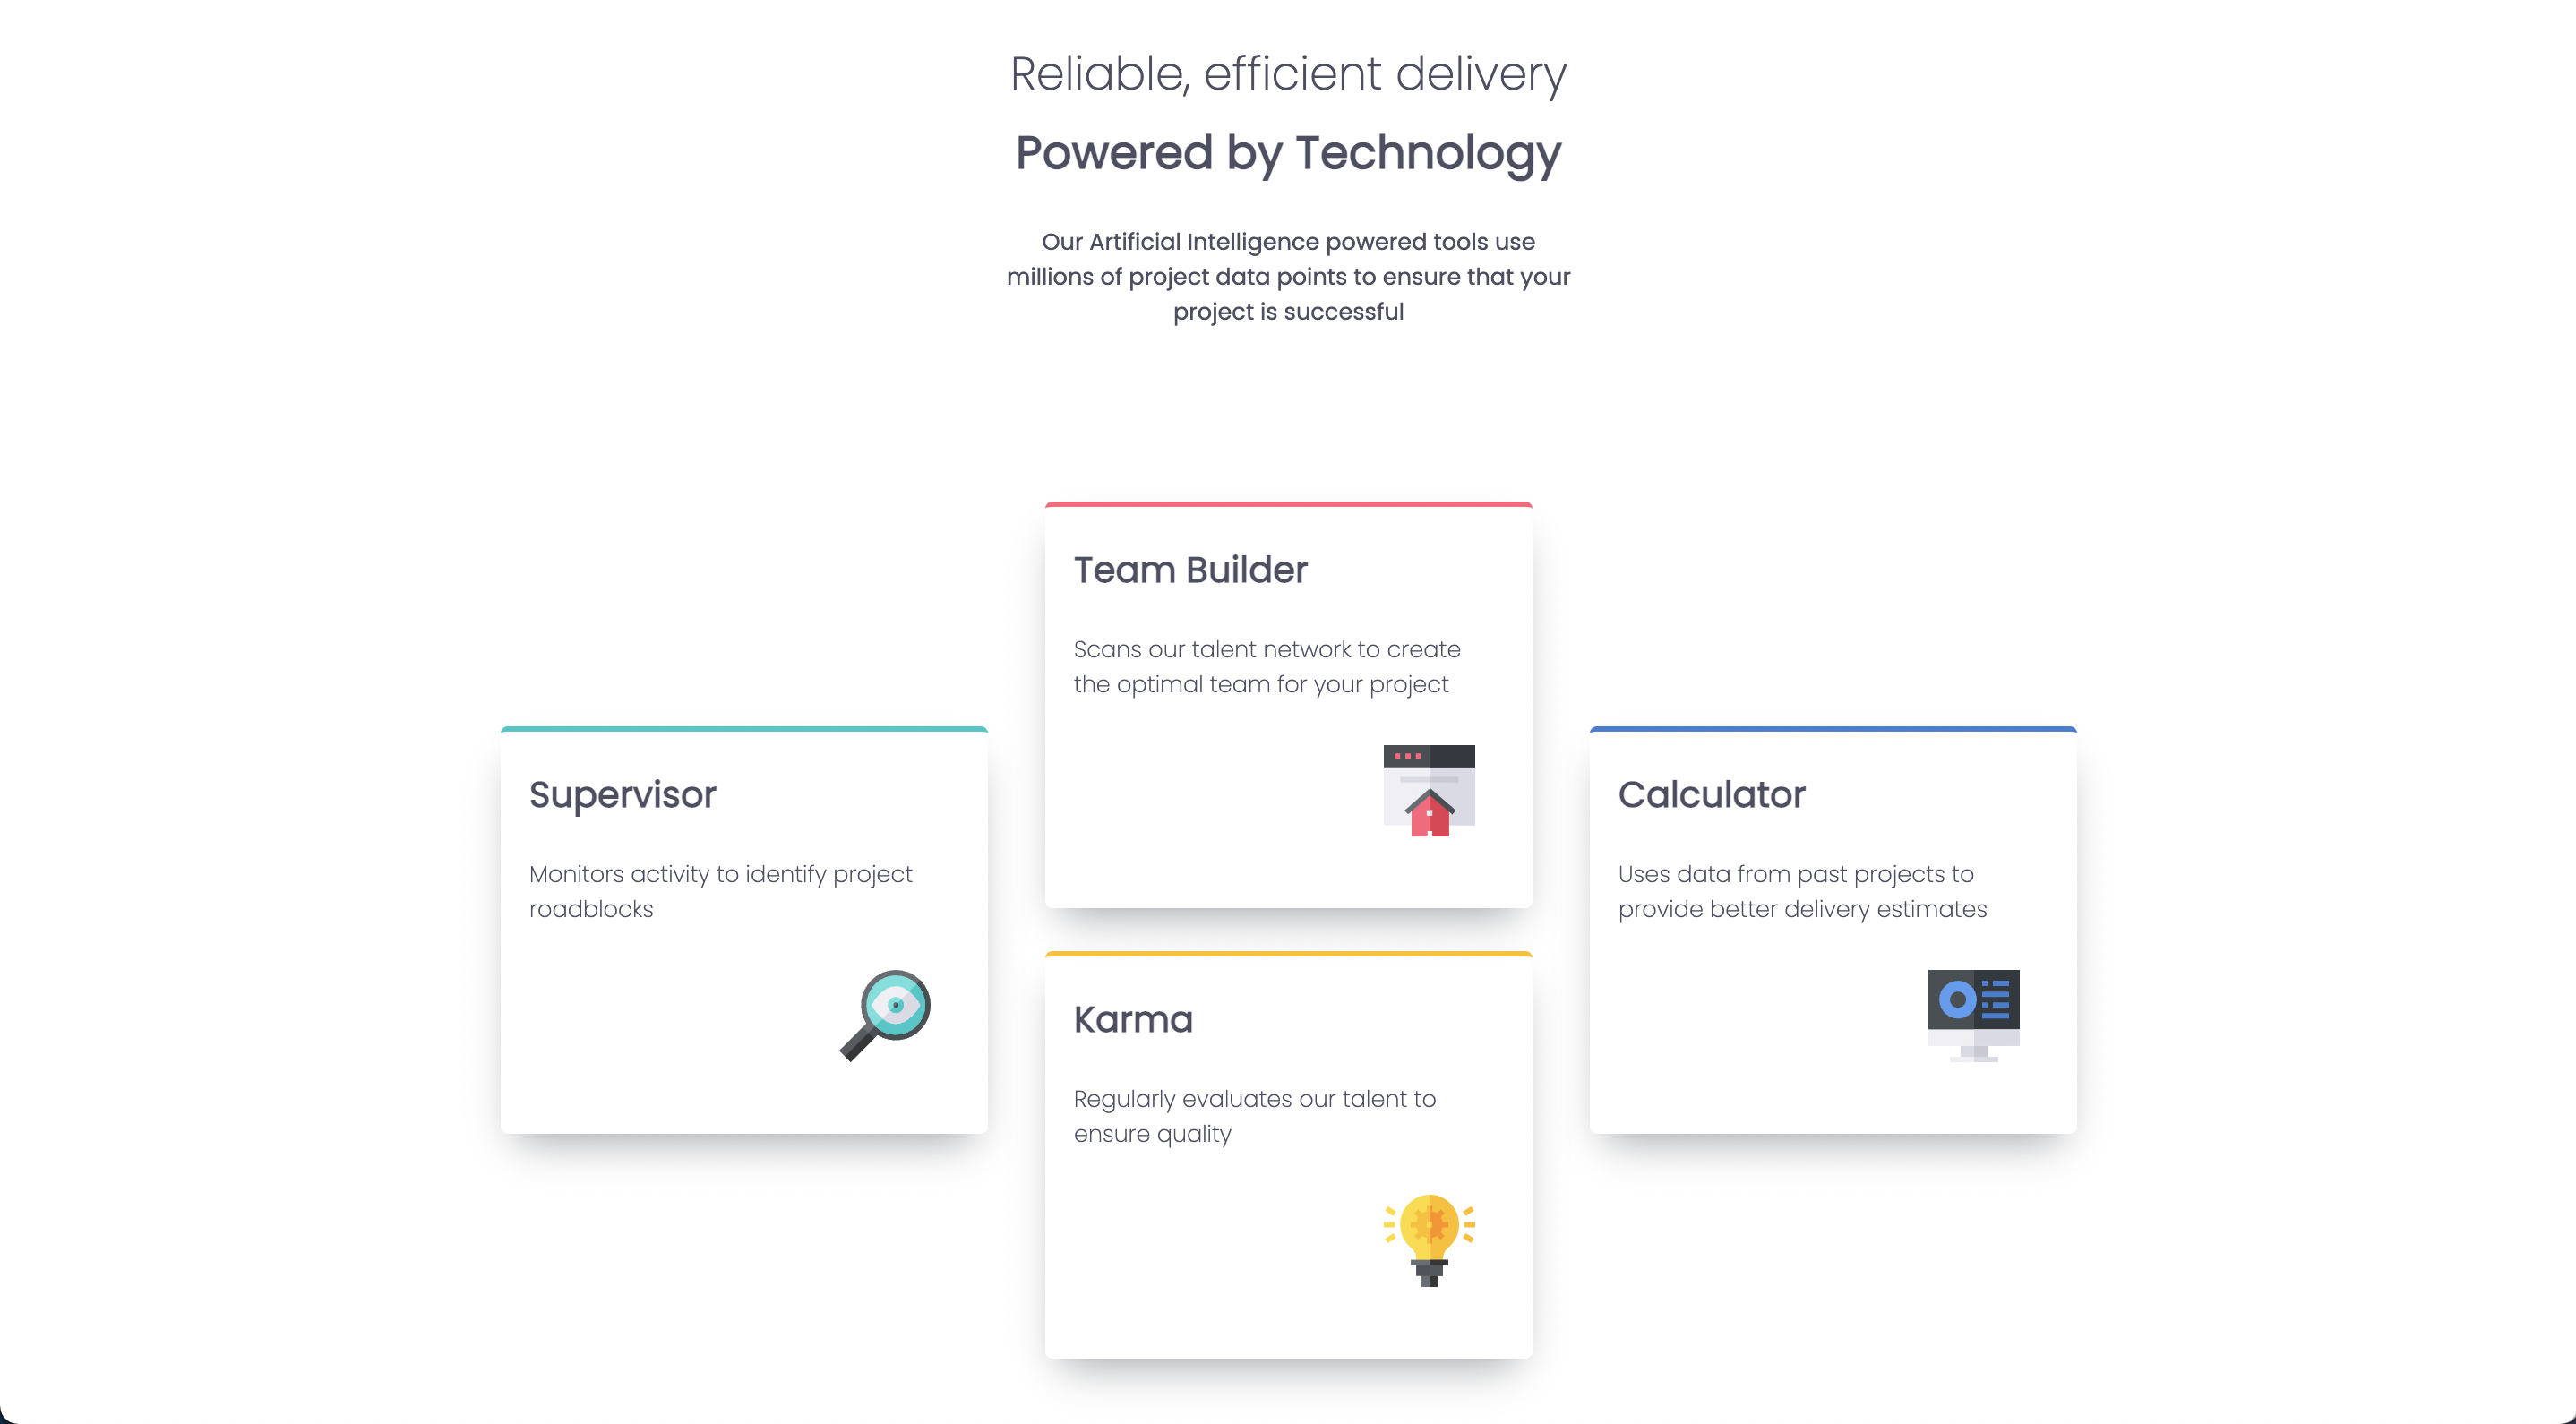 Reliable, efficient delivery
Powered by Technology
Our Artificial Intelligence powered tools use
millions of project data points to ensure that your
project is successful
Supervisor
Monitors activity to identify project
roadblocks
Team Builder
Scans our talent network to create
the optimal team for your project
Karma
Regularly evaluates our talent to
ensure quality
Calculator
Uses data from past projects to
provide better delivery estimates